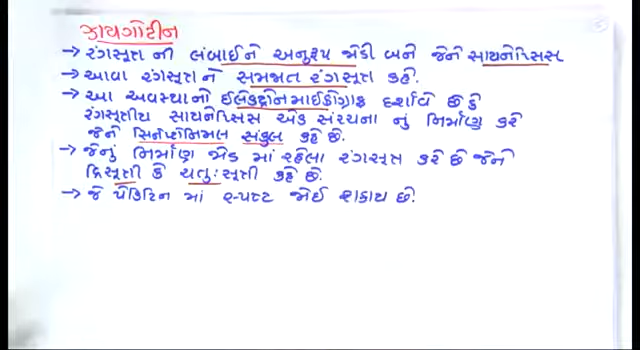 ઝાયગોટીન
→ રંગસૂત્ર ની લંબાઈને અનુરૂપ જોડી બને જેને સાયનેપ્સિસ
→ આવા રંગસૂત્ર ને સમજાત રંગસૂત્ર કહે.
→ આ અવસ્થાનો ઈલેકટ્રોન માઈક્રોગ્રાફ દર્શાવે છે કે
રંગસૂત્રીય સાયનેપ્સિસ એક સંરચના નું નિર્માણ કરે
જેને સિનેપ્ટોનિમલ સંકુલ કહે છે.
→ જેનું નિર્માણ જોડ માં રહેલા રંગસૂત્ર કરે છે જેને
દ્વિસૂત્રી કે ચતુઃસૂત્રી કહે છે.
→ જે પેકિટિન માં સ્પષ્ટ જોઈ શકાય છે.